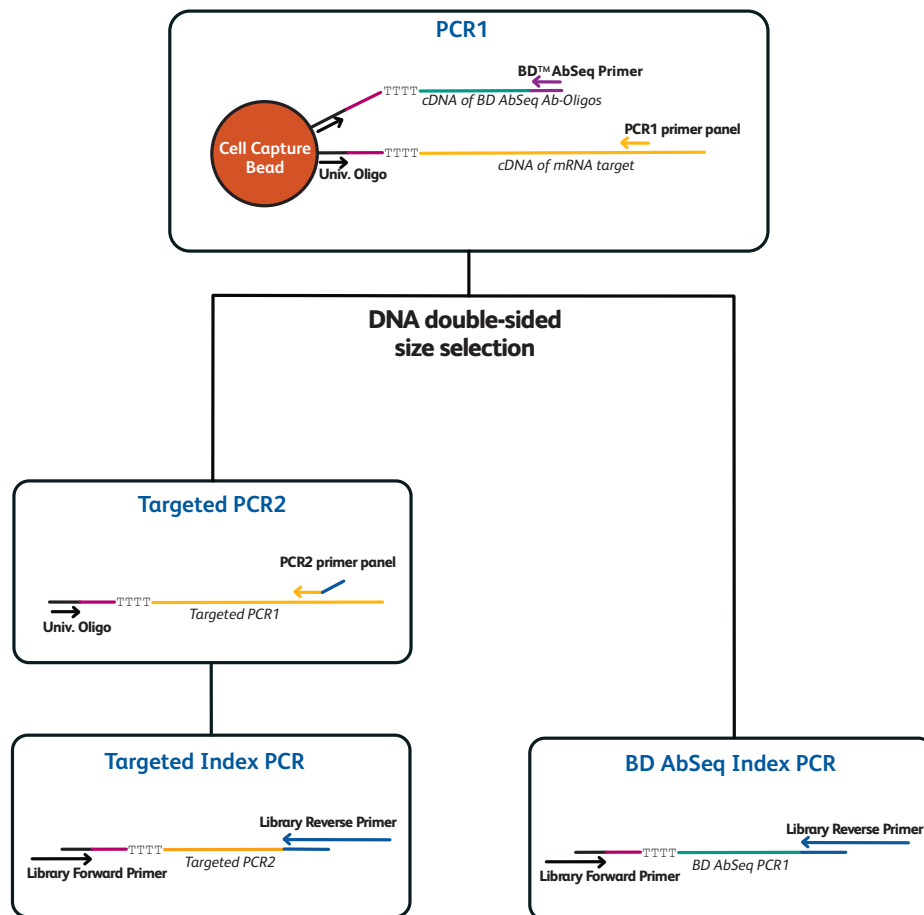 PCR1
BD™ AbSeq Primer
TTTT
cDNA of BD AbSeq Ab-Oligos
PCR1 primer panel
Cell Capture
Bead
TTTT
cDNA of mRNA target
Univ. Oligo
DNA double-sided
size selection
Targeted PCR2
PCR2 primer panel
TTTT
Targeted PCR1
Univ. Oligo
Targeted Index PCR
Library Reverse Primer
TTTT
Targeted PCR2
Library Forward Primer
BD AbSeq Index PCR
Library Reverse Primer
TTTT
BD AbSeq PCR1
Library Forward Primer